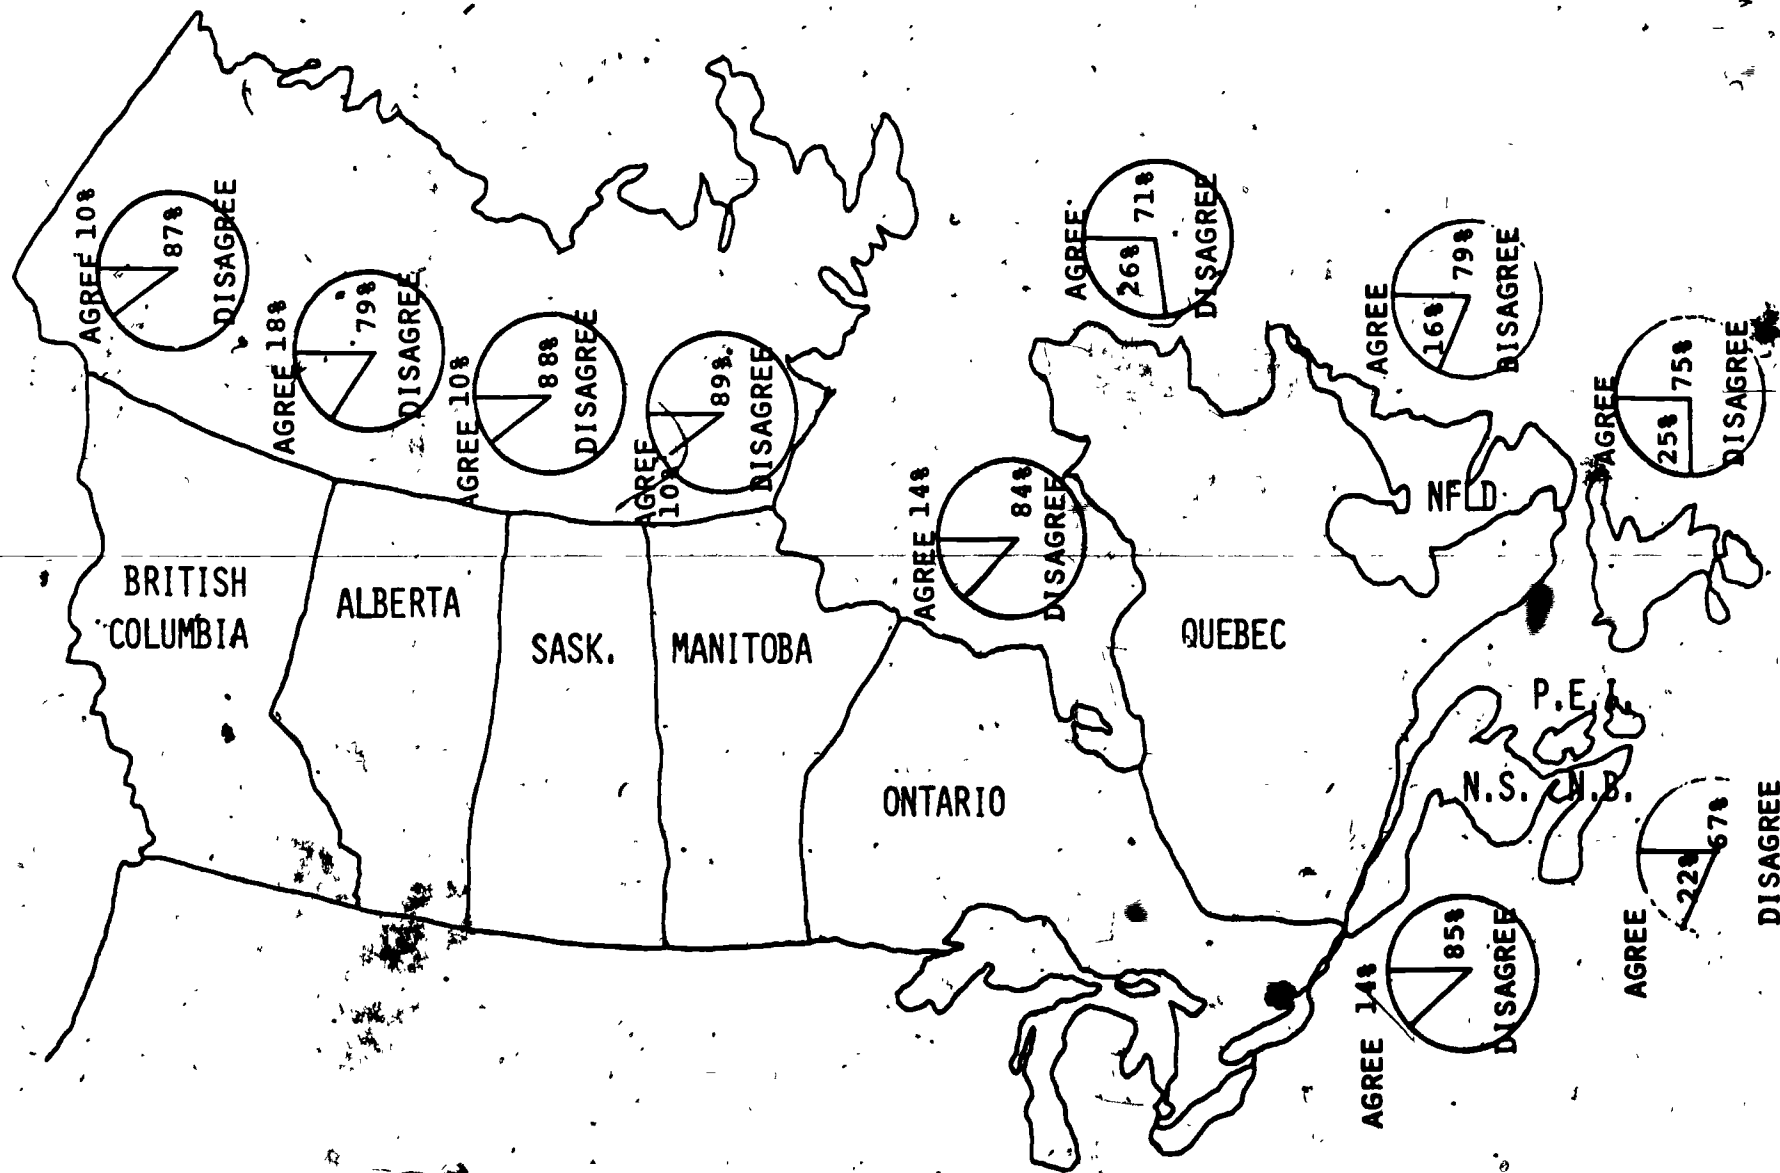 AGREE 10%
87%
DISAGREE
AGREE 18%
79%
DISAGREE
AGREE 10%
88%
DISAGREE
AGREE
10%
89%
DISAGREE
AGREE 14%
84%
DISAGREE
AGREE
26%
71%
DISAGREE
AGREE
16%
79%
DISAGREE
AGREE
25%
75%
DISAGREE
BRITISH
COLUMBIA
ALBERTA
SASK.
MANITOBA
ONTARIO
QUEBEC
NFLD
P.E.I.
N.S.
N.B.
AGREE 14%
85%
DISAGREE
AGREE
22%
67%
DISAGREE